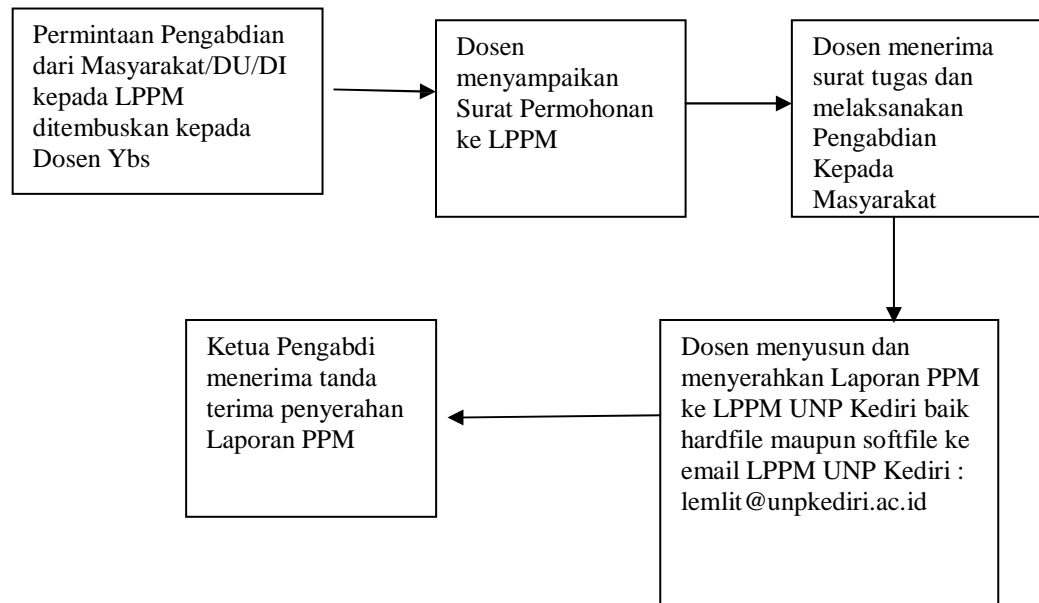 Permintaan Pengabdian
dari Masyarakat/DU/DI
kepada LPPM
ditembuskan kepada
Dosen Ybs
Dosen
menyampaikan
Surat Permohonan
ke LPPM
Dosen menerima
surat tugas dan
melaksanakan
Pengabdian
Kepada
Masyarakat
Dosen menyusun dan
menyerahkan Laporan PPM
ke LPPM UNP Kediri baik
hardfile maupun softfile ke
email LPPM UNP Kediri :
lemlit@unpkediri.ac.id
Ketua Pengabdi
menerima tanda
terima penyerahan
Laporan PPM